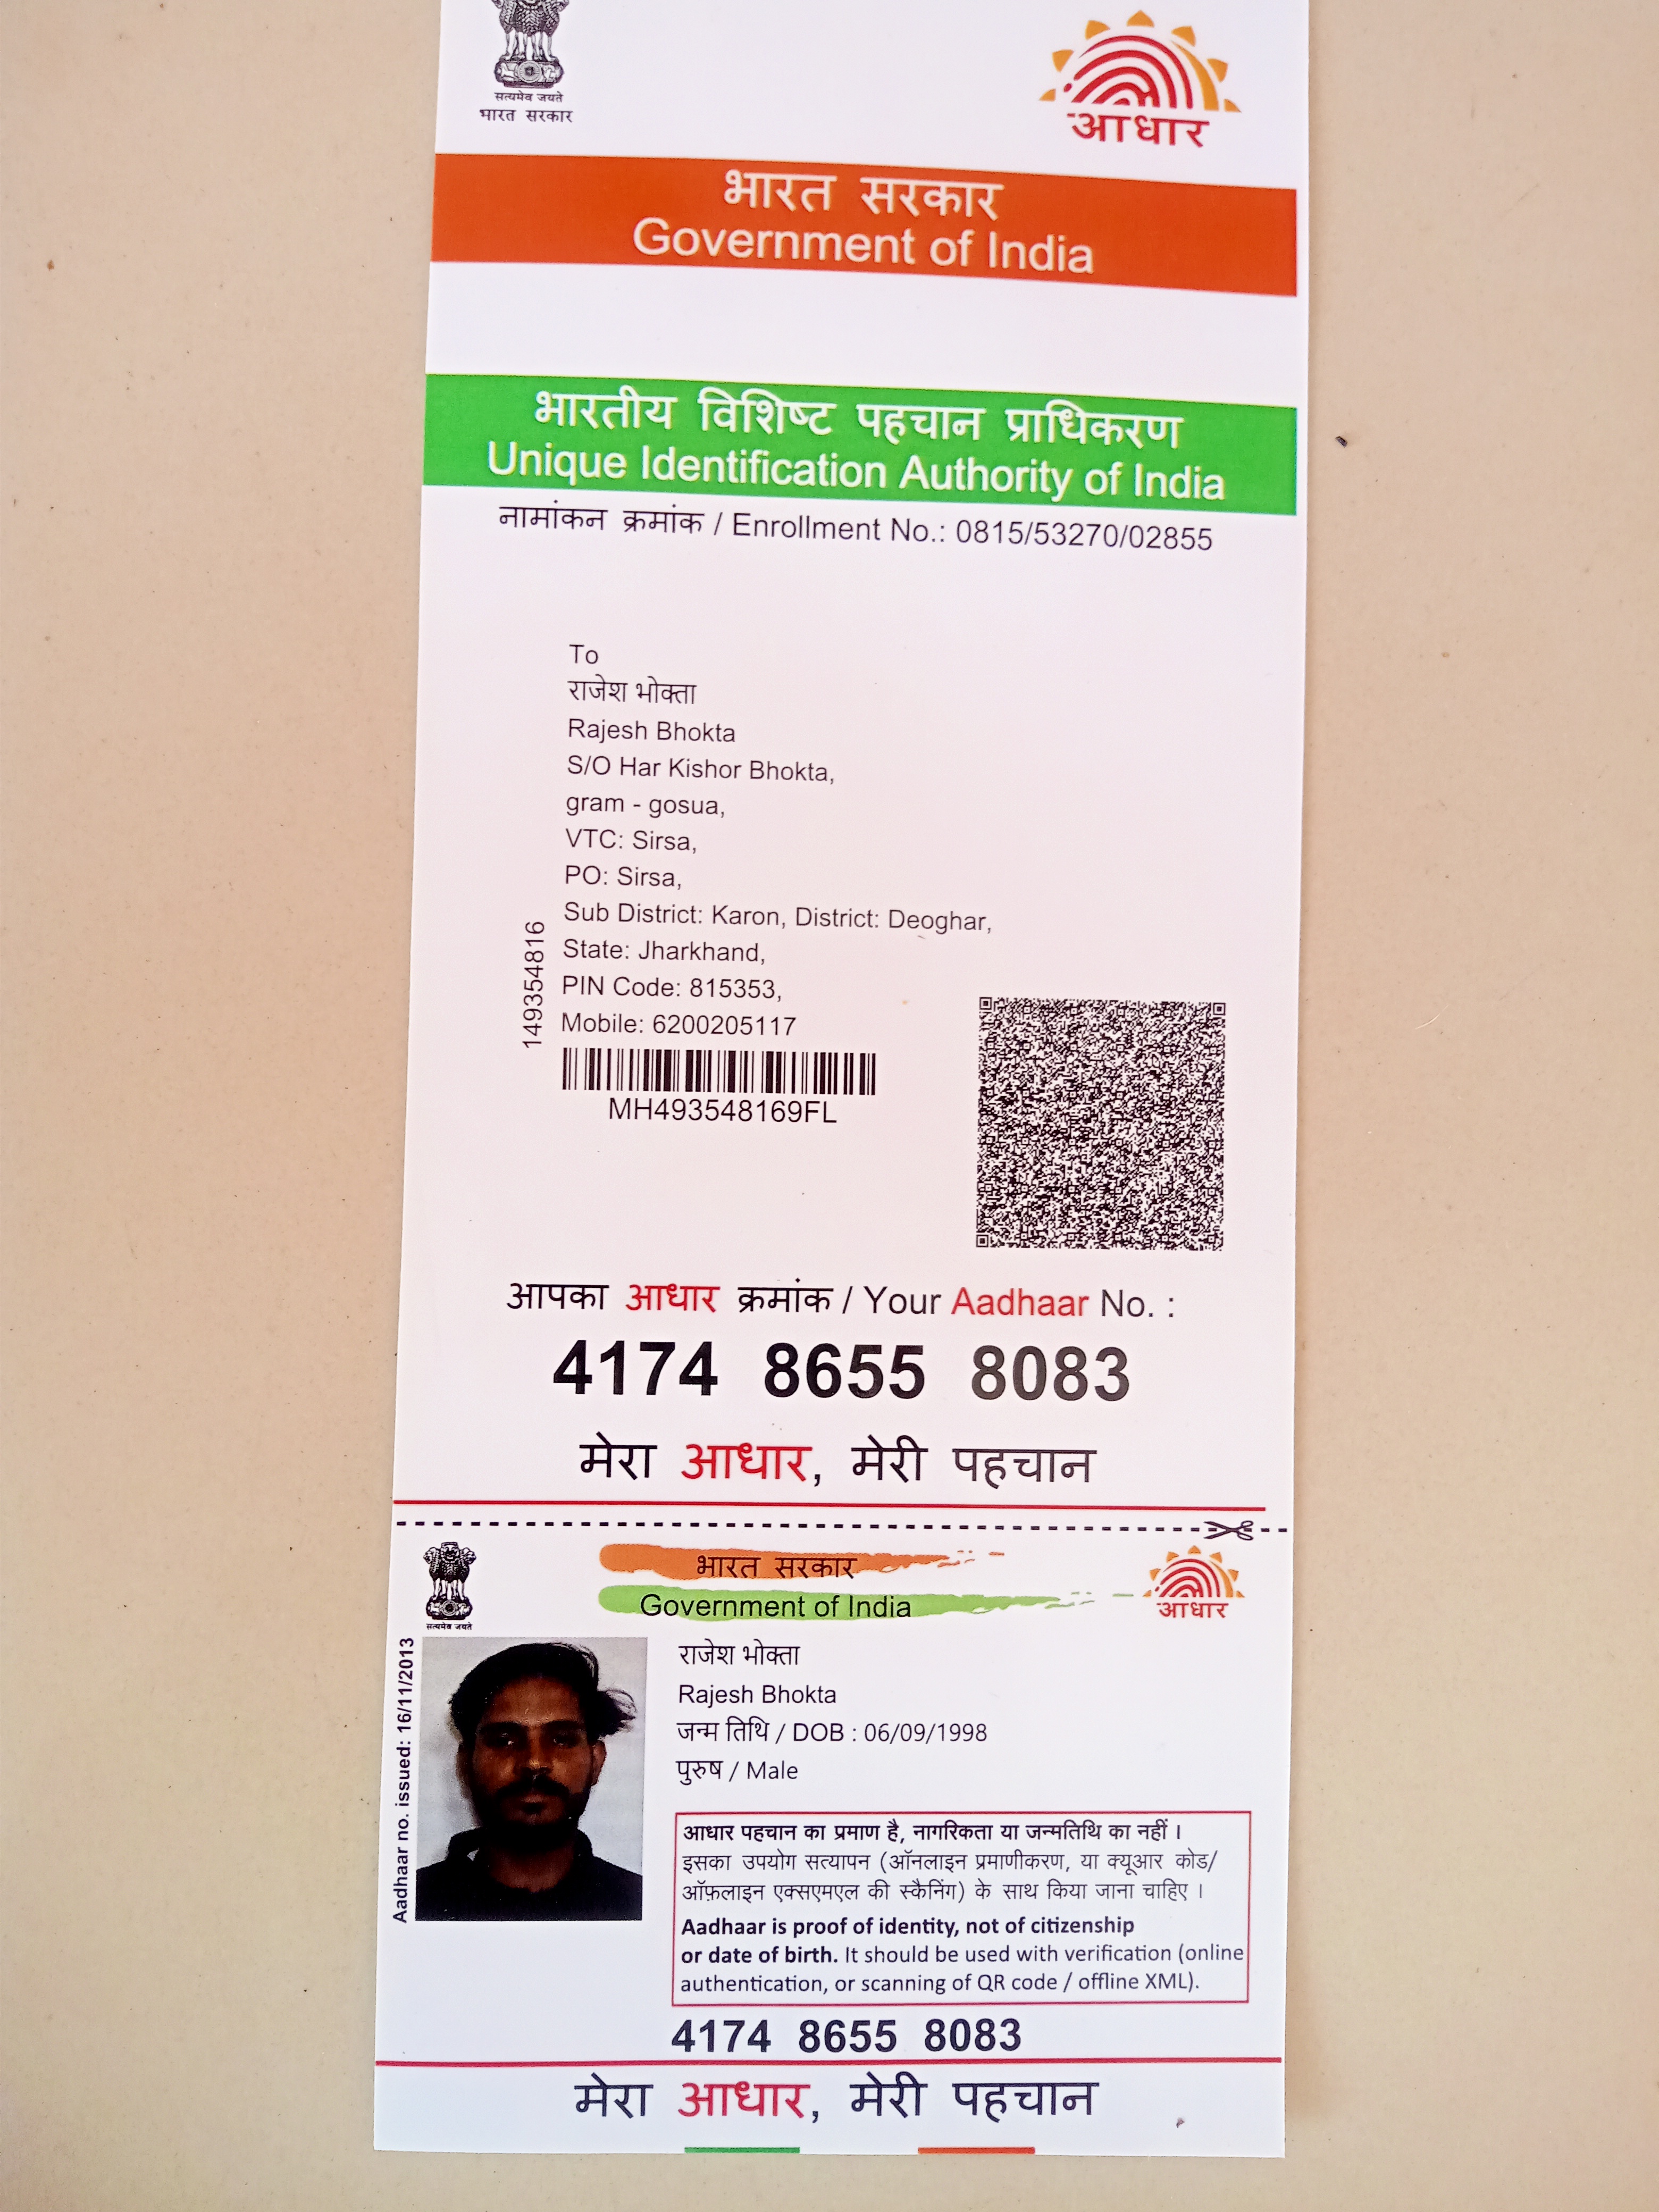 सत्यमेव जयते
भारत सरकार
आधार
भारत सरकार
Government of India
भारतीय विशिष्ट पहचान प्राधिकरण
Unique Identification Authority of India
नामांकन क्रमांक / Enrollment No.: 0815/53270/02855
To
राजेश भोक्ता
Rajesh Bhokta
S/O Har Kishor Bhokta,
gram - gosua,
VTC: Sirsa,
PO: Sirsa,
Sub District: Karon, District: Deoghar,
State: Jharkhand,
PIN Code: 815353,
Mobile: 6200205117
149354816
MH493548169FL
आपका आधार क्रमांक / Your Aadhaar No. :
4174 8655 8083
मेरा आधार, मेरी पहचान
सत्यमेव जयते
भारत सरकार
Government of India
आधार
Aadhaar no. issued: 16/11/2013
राजेश भोक्ता
Rajesh Bhokta
जन्म तिथि / DOB : 06/09/1998
पुरुष / Male
आधार पहचान का प्रमाण है, नागरिकता या जन्मतिथि का नहीं ।
इसका उपयोग सत्यापन (ऑनलाइन प्रमाणीकरण, या क्यूआर कोड/
ऑफ़लाइन एक्सएमएल की स्कैनिंग) के साथ किया जाना चाहिए ।
Aadhaar is proof of identity, not of citizenship
or date of birth. It should be used with verification (online
authentication, or scanning of QR code / offline XML).
4174 8655 8083
मेरा आधार, मेरी पहचान